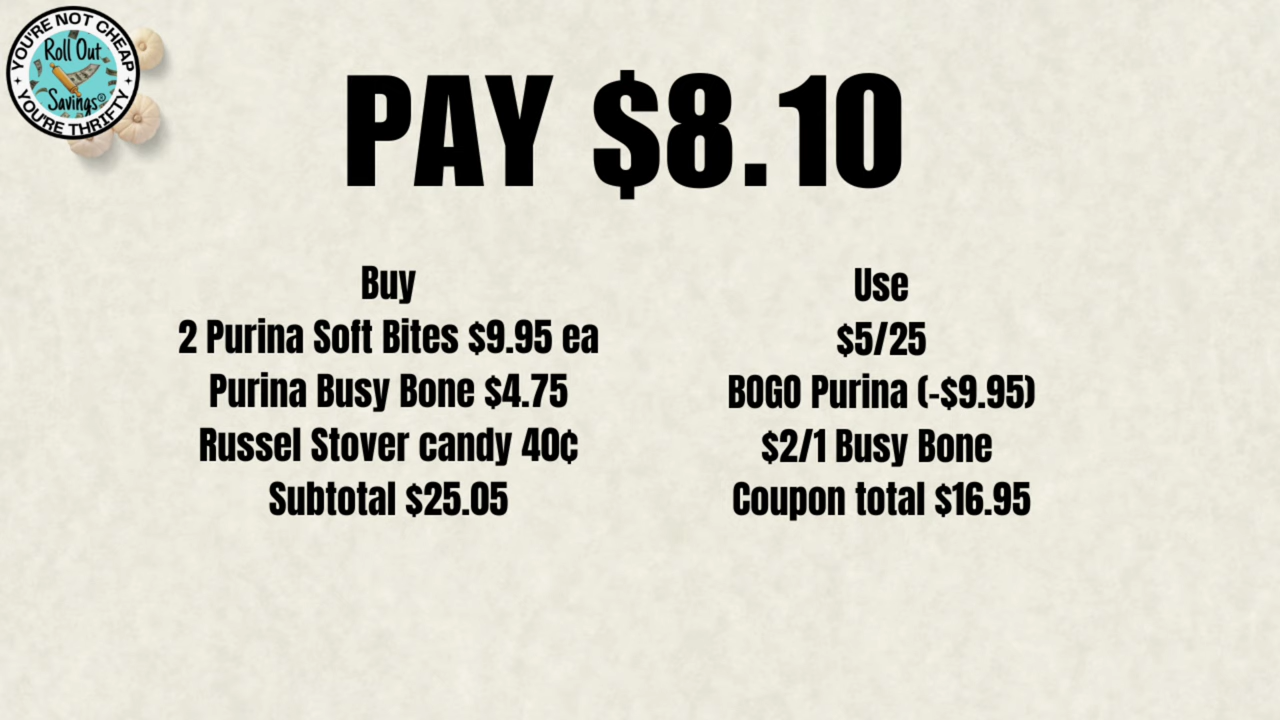 YOU'RE NOT CHEAP
Roll Out
Savings®
YOU'RE THRIFTY
PAY $8.10
Buy
2 Purina Soft Bites $9.95 ea
Purina Busy Bone $4.75
Russel Stover candy 40¢
Subtotal $25.05
Use
$5/25
BOGO Purina (-$9.95)
$2/1 Busy Bone
Coupon total $16.95